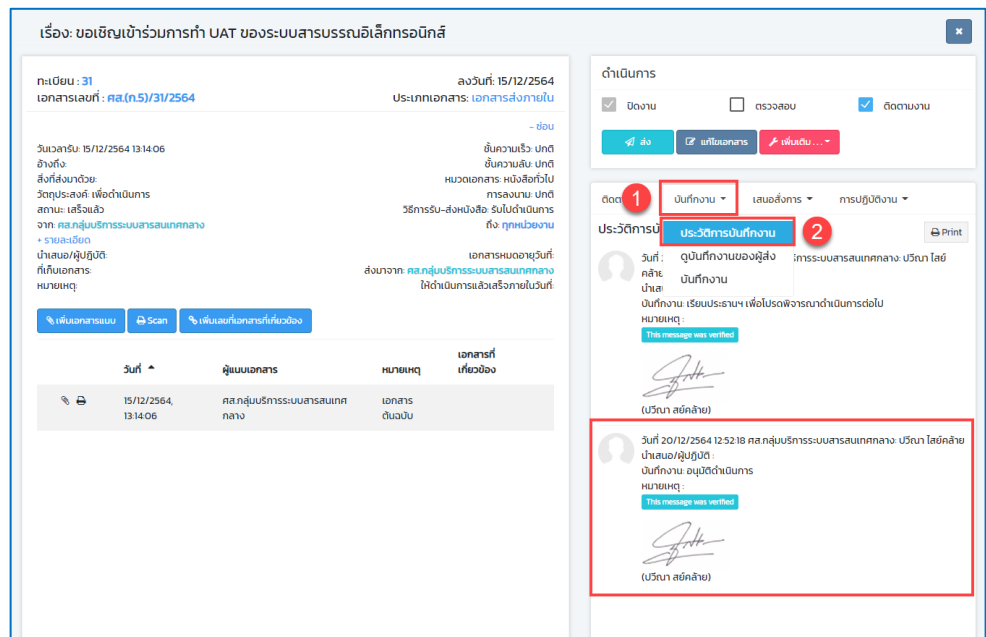 เรื่อง: ขอเชิญเข้าร่วมการทำ UAT ของระบบสารบรรณอิเล็กทรอนิกส์
ทะเบียน : 31
ลงวันที่: 15/12/2564
เอกสารเลขที่ : ศส.(ก.5)/31/2564
ประเภทเอกสาร: เอกสารส่งภายใน
- ซ่อน
วันเวลารับ: 15/12/2564 13:14:06
ชั้นความเร็ว: ปกติ
อ้างถึง:
ชั้นความลับ: ปกติ
สิ่งที่ส่งมาด้วย:
หมวดเอกสาร: หนังสือทั่วไป
วัตถุประสงค์: เพื่อดำเนินการ
การลงนาม: ปกติ
สถานะ: เสร็จแล้ว
วิธีการรับ-ส่งหนังสือ: รับไปดำเนินการ
จาก: ศส.กลุ่มบริการระบบสารสนเทศกลาง
ถึง: ทุกหน่วยงาน
+ รายละเอียด
นำเสนอ/ผู้ปฏิบัติ:
เอกสารหมดอายุวันที่:
ที่เก็บเอกสาร:
ส่งมาจาก: ศส.กลุ่มบริการระบบสารสนเทศกลาง
หมายเหตุ:
ให้ดำเนินการแล้วเสร็จภายในวันที่:
เพิ่มเอกสารแนบ
Scan
เพิ่มเลขที่เอกสารที่เกี่ยวข้อง
วันที่
ผู้แนบเอกสาร
หมายเหตุ
เอกสารที่
เกี่ยวข้อง
15/12/2564,
13:14:06
ศส.กลุ่มบริการระบบสารสนเทศ
กลาง
เอกสาร
ต้นฉบับ
ดำเนินการ
ปิดงาน
ตรวจสอบ
ติดตามงาน
ส่ง
แก้ไขเอกสาร
เพิ่มเติม . . .
ติดต
1
บันทึกงาน
เสนอสั่งการ
การปฏิบัติงาน
ประวัติการบั
ประวัติการบันทึกงาน
2
Print
ดูบันทึกงานของผู้ส่ง
บันทึกงาน
วันที่
ริการระบบสารสนเทศกลาง: ปวีณา ไสย์
คล้าย
นำเส
บันทึกงาน: เรียนประธานฯ เพื่อโปรดพิจารณาดำเนินการต่อไป
หมายเหตุ :
This message was verified
(ปวีณา สย์คล้าย)
วันที่ 20/12/2564 12:52:18 ศส.กลุ่มบริการระบบสารสนเทศกลาง: ปวีณา ไสย์คล้าย
นำเสนอ/ผู้ปฏิบัติ :
บันทึกงาน: อนุมัติดำเนินการ
หมายเหตุ :
This message was verified
(ปวีณา สย์คล้าย)